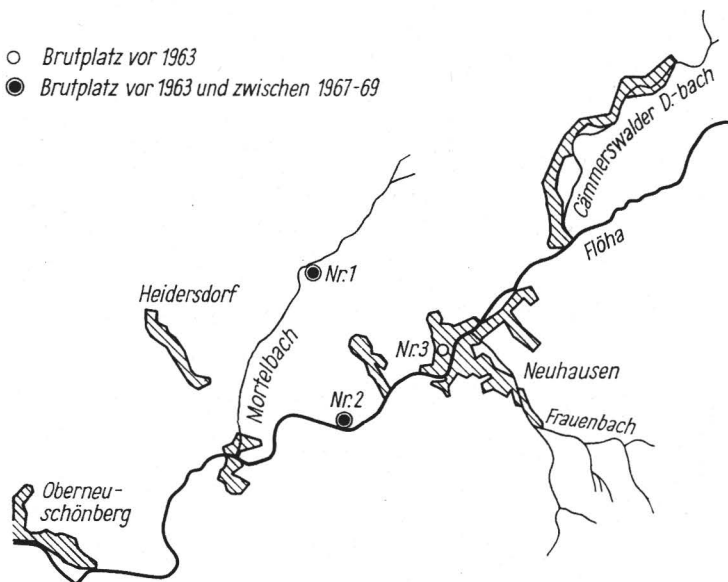 Brutplatz vor 1963
Brutplatz vor 1963 und zwischen 1967-69
Cämmerswalder D.-bach
Flöha
Nr. 1
Heidersdorf
Mortelbach
Nr. 3
Neuhausen
Nr. 2
Frauenbach
Oberneu-
schönberg